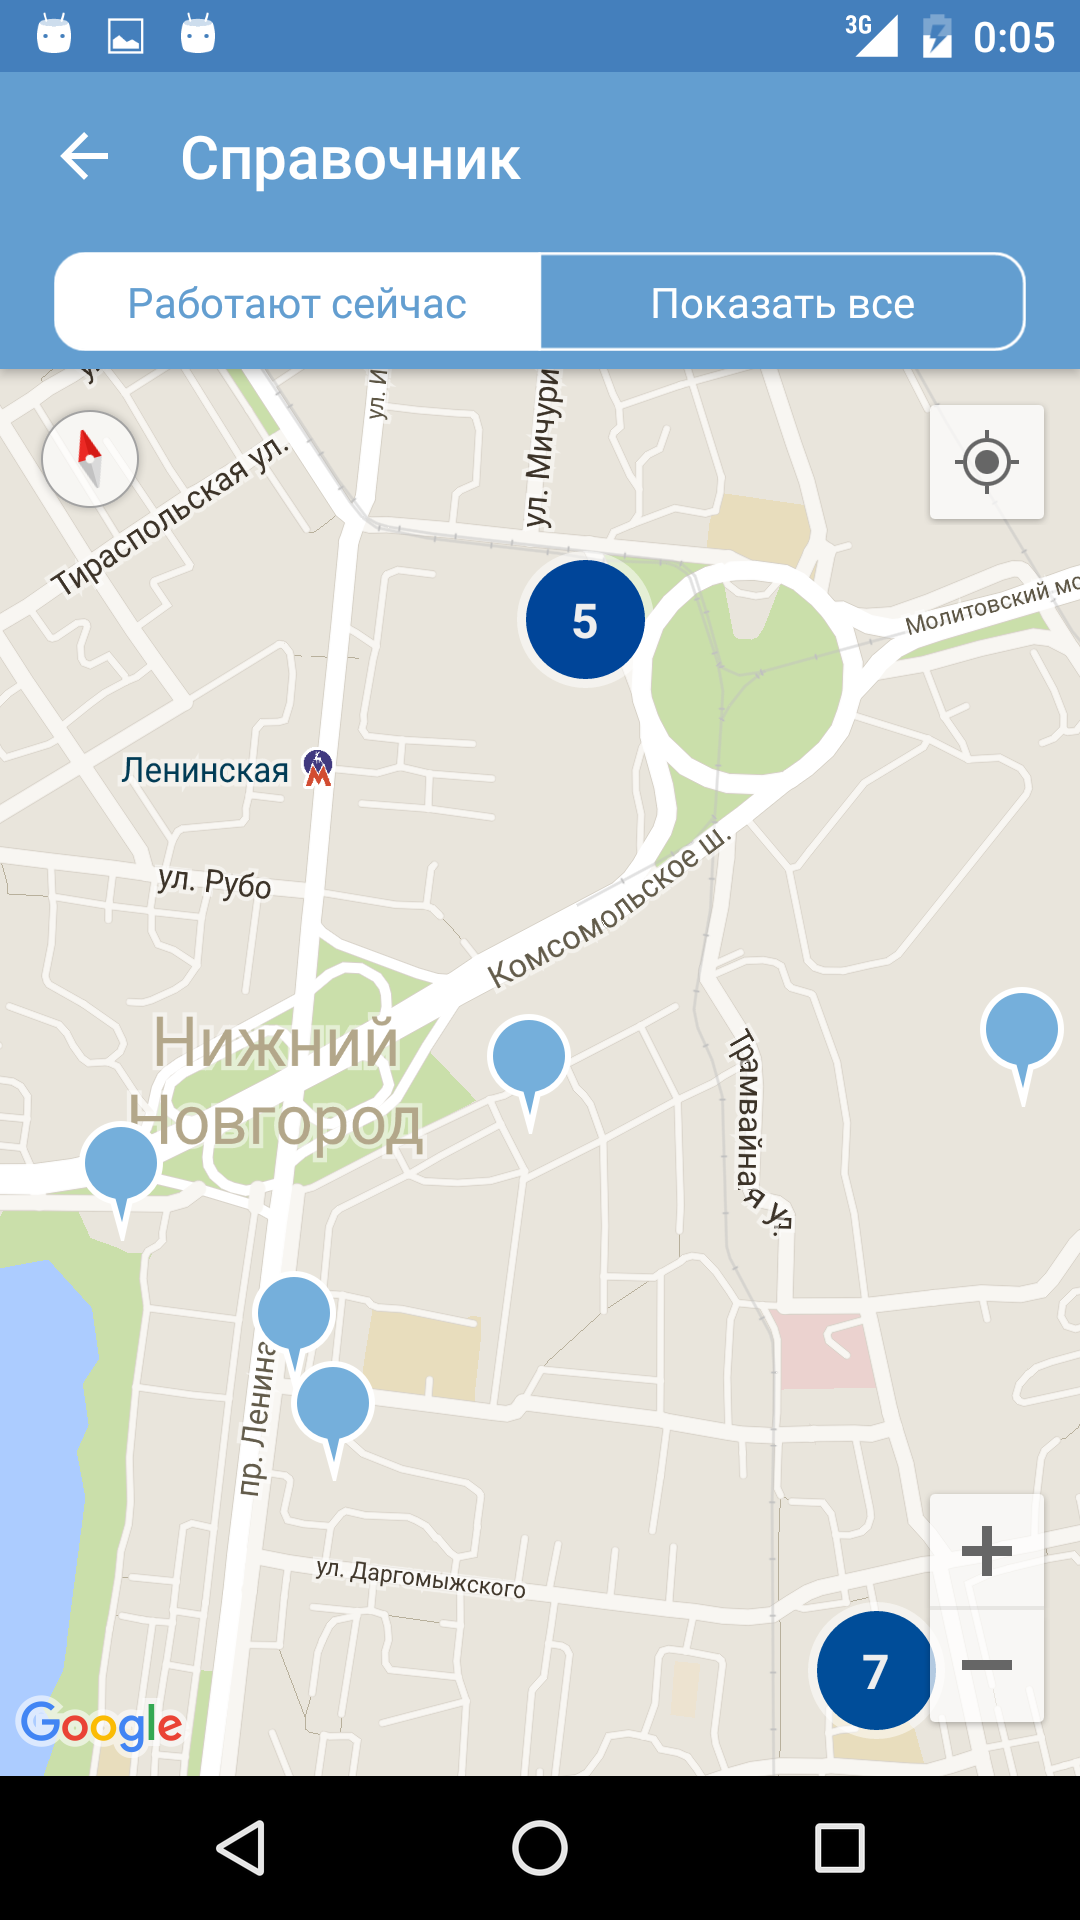 3G 0:05
Справочник
Работают сейчас Показать все
ул. Мичури
Тираспольская ул.
5
Молитовский мо
Ленинская
М
ул. Рубо
Комсомольское ш.
Нижний
Новгород
Трамвайная ул.
пр. Ленина
ул. Даргомыжского
7
Google